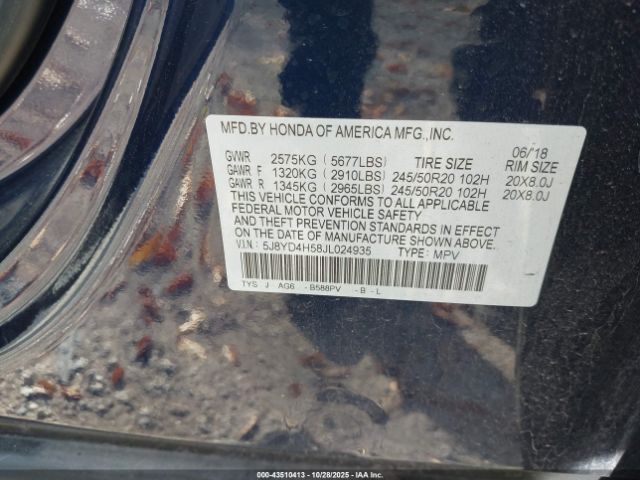 MFD.BY HONDA OF AMERICA MFG.,INC.
06/18
GVWR 2575KG ( 5677LBS) TIRE SIZE RIM SIZE
GAWR F 1320KG ( 2910LBS) 245/50R20 102H 20X8.0J
GAWR R 1345KG ( 2965LBS) 245/50R20 102H 20X8.0J
THIS VEHICLE CONFORMS TO ALL APPLICABLE
FEDERAL MOTOR VEHICLE SAFETY
AND THEFT PREVENTION STANDARDS IN EFFECT
ON THE DATE OF MANUFACTURE SHOWN ABOVE.
V.I.N.: 5J8YD4H58JL024935 TYPE: MPV
TYS J AG6 -B588PV -B-L
000-43510413 | 10/28/2025 | Copyright © IAA, Inc.